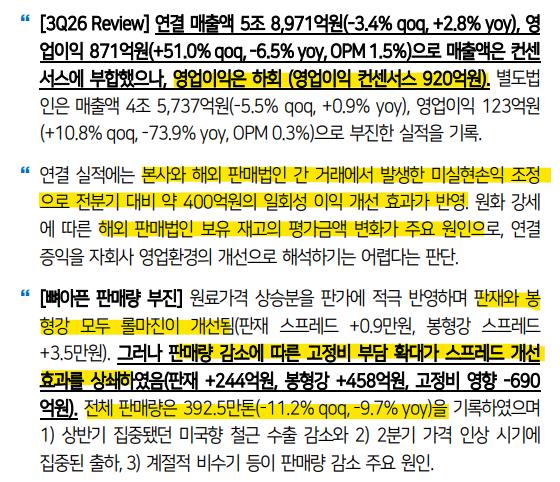 “ [3Q26 Review] 연결 매출액 5조 8,971억원(-3.4% qoq, +2.8% yoy), 영
업이익 871억원(+51.0% qoq, -6.5% yoy, OPM 1.5%)으로 매출액은 컨센
서스에 부합했으나, 영업이익은 하회 (영업이익 컨센서스 920억원). 별도법
인은 매출액 4조 5,737억원(-5.5% qoq, +0.9% yoy), 영업이익 123억원
(+10.8% qoq, -73.9% yoy, OPM 0.3%)으로 부진한 실적을 기록.
“ 연결 실적에는 본사와 해외 판매법인 간 거래에서 발생한 미실현손익 조정
으로 전분기 대비 약 400억원의 일회성 이익 개선 효과가 반영. 원화 강세
에 따른 해외 판매법인 보유 재고의 평가금액 변화가 주요 원인으로, 연결
증익을 자회사 영업환경의 개선으로 해석하기는 어렵다는 판단.
“ [뼈아픈 판매량 부진] 원료가격 상승분을 판가에 적극 반영하며 판재와 봉
형강 모두 롤마진이 개선됨(판재 스프레드 +0.9만원, 봉형강 스프레드
+3.5만원). 그러나 판매량 감소에 따른 고정비 부담 확대가 스프레드 개선
효과를 상쇄하였음(판재 +244억원, 봉형강 +458억원, 고정비 영향 -690
억원). 전체 판매량은 392.5만톤(-11.2% qoq, -9.7% yoy)을 기록하였으며
1) 상반기 집중됐던 미국향 철근 수출 감소와 2) 2분기 가격 인상 시기에
집중된 출하, 3) 계절적 비수기 등이 판매량 감소 주요 원인.